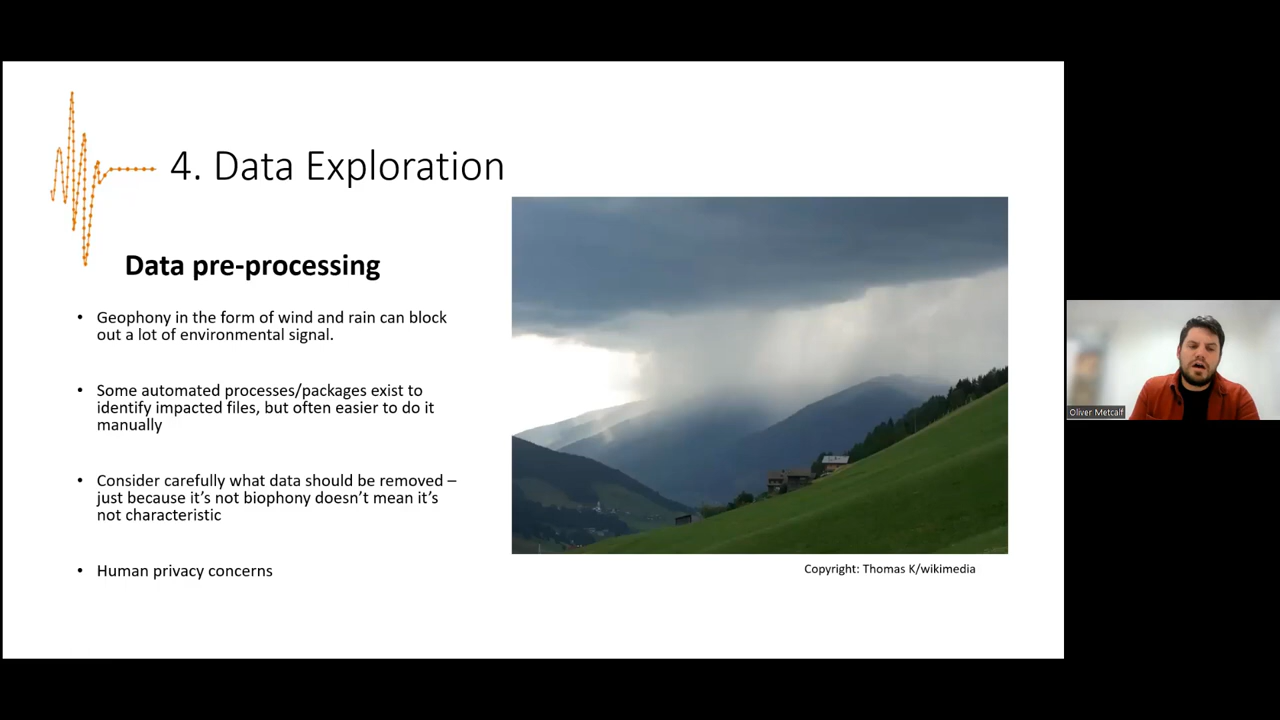 4. Data Exploration
Data pre-processing
• Geophony in the form of wind and rain can block
out a lot of environmental signal.
• Some automated processes/packages exist to
identify impacted files, but often easier to do it
manually
• Consider carefully what data should be removed –
just because it's not biophony doesn't mean it's
not characteristic
• Human privacy concerns
Copyright: Thomas K/wikimedia
Oliver Metcalf